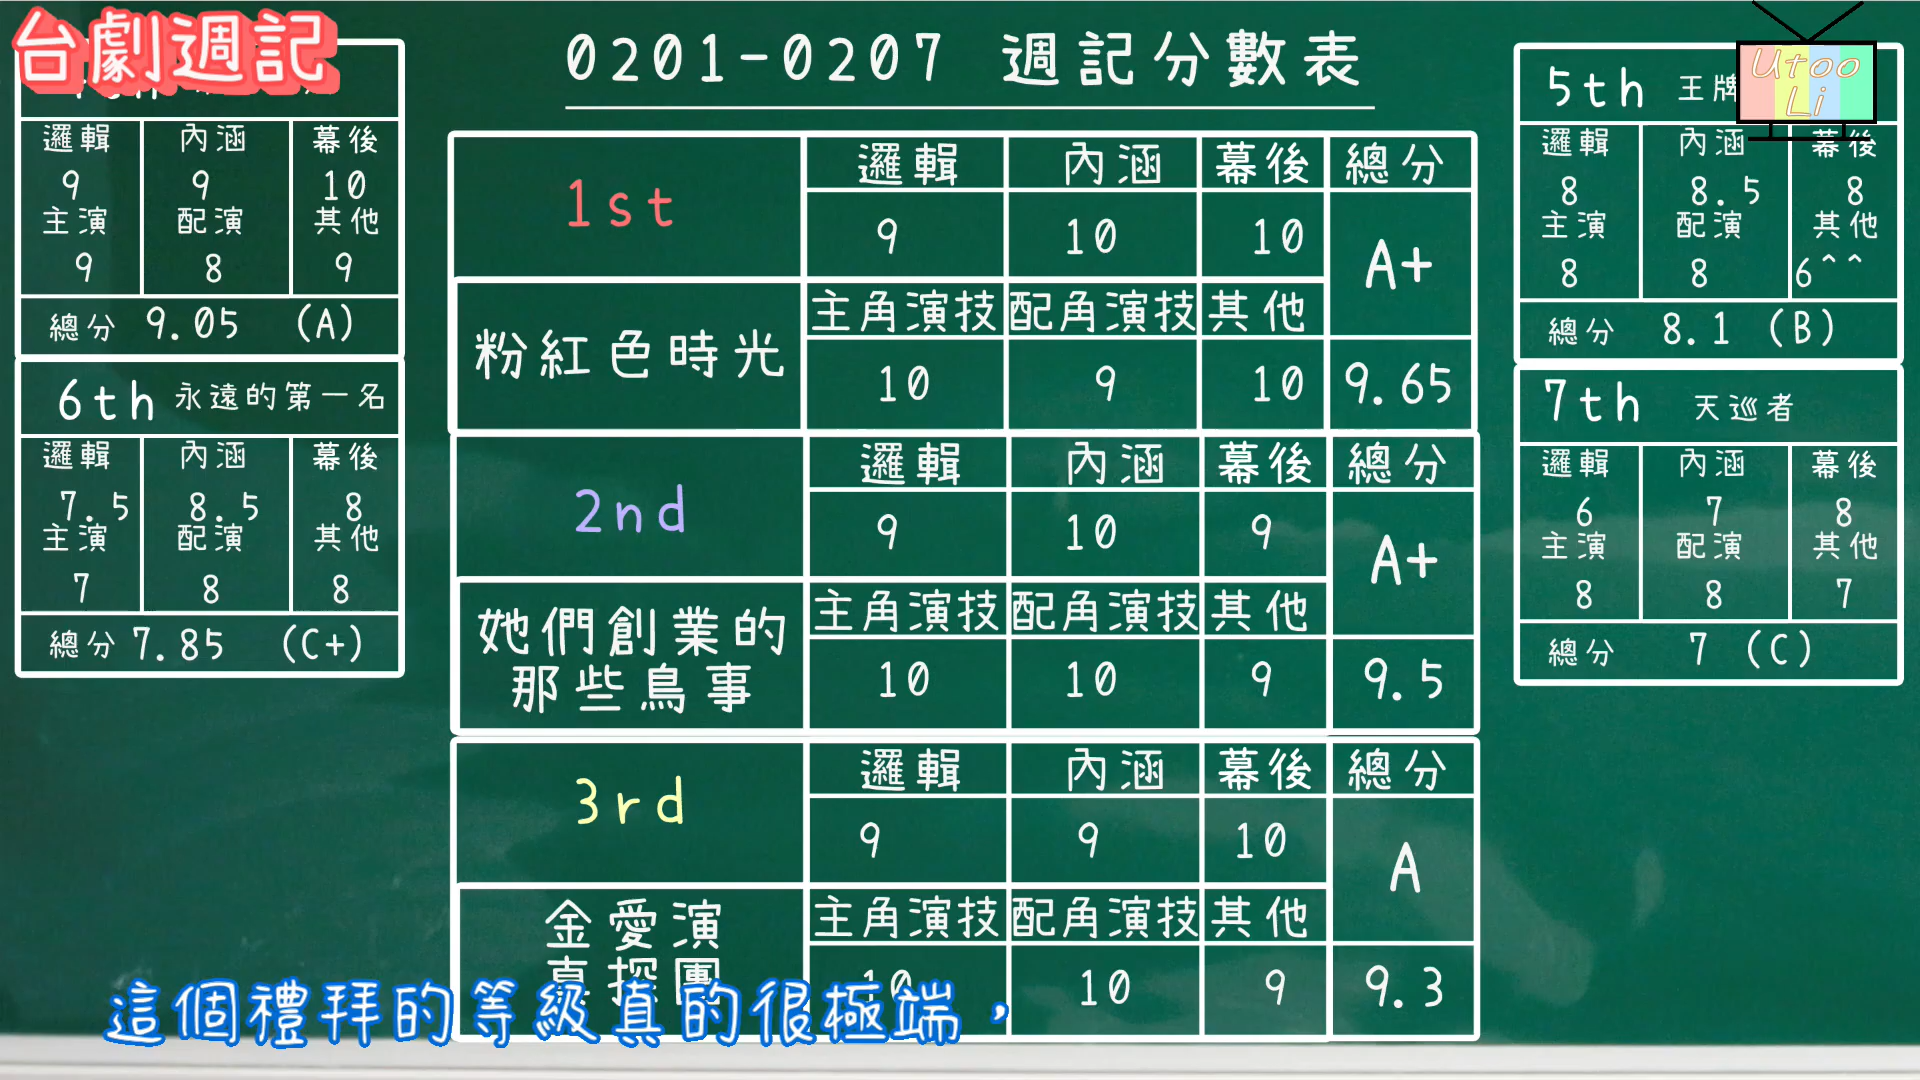 台劇週記
0201-0207 週記分數表
Utoo
Li
邏輯 內涵 幕後
9 9 10
主演 配演 其他
9 8 9
總分 9.05 (A)
6th 永遠的第一名
邏輯 內涵 幕後
7.5 8.5 8
主演 配演 其他
7 8 8
總分 7.85 (C+)
1st 邏輯 內涵 幕後 總分
9 10 10 A+
粉紅色時光 主角演技 配角演技 其他
10 9 10 9.65
2nd 邏輯 內涵 幕後 總分
9 10 9 A+
她們創業的
那些鳥事
主角演技 配角演技 其他
10 10 9 9.5
3rd 邏輯 內涵 幕後 總分
9 9 10 A
金愛演
真探團
主角演技 配角演技 其他
10 10 9 9.3
5th 王牌
邏輯 內涵 幕後
8 8.5 8
主演 配演 其他
8 8 6^^
總分 8.1 (B)
7th 天巡者
邏輯 內涵 幕後
6 7 8
主演 配演 其他
8 8 7
總分 7 (C)
這個禮拜的等級真的很極端，